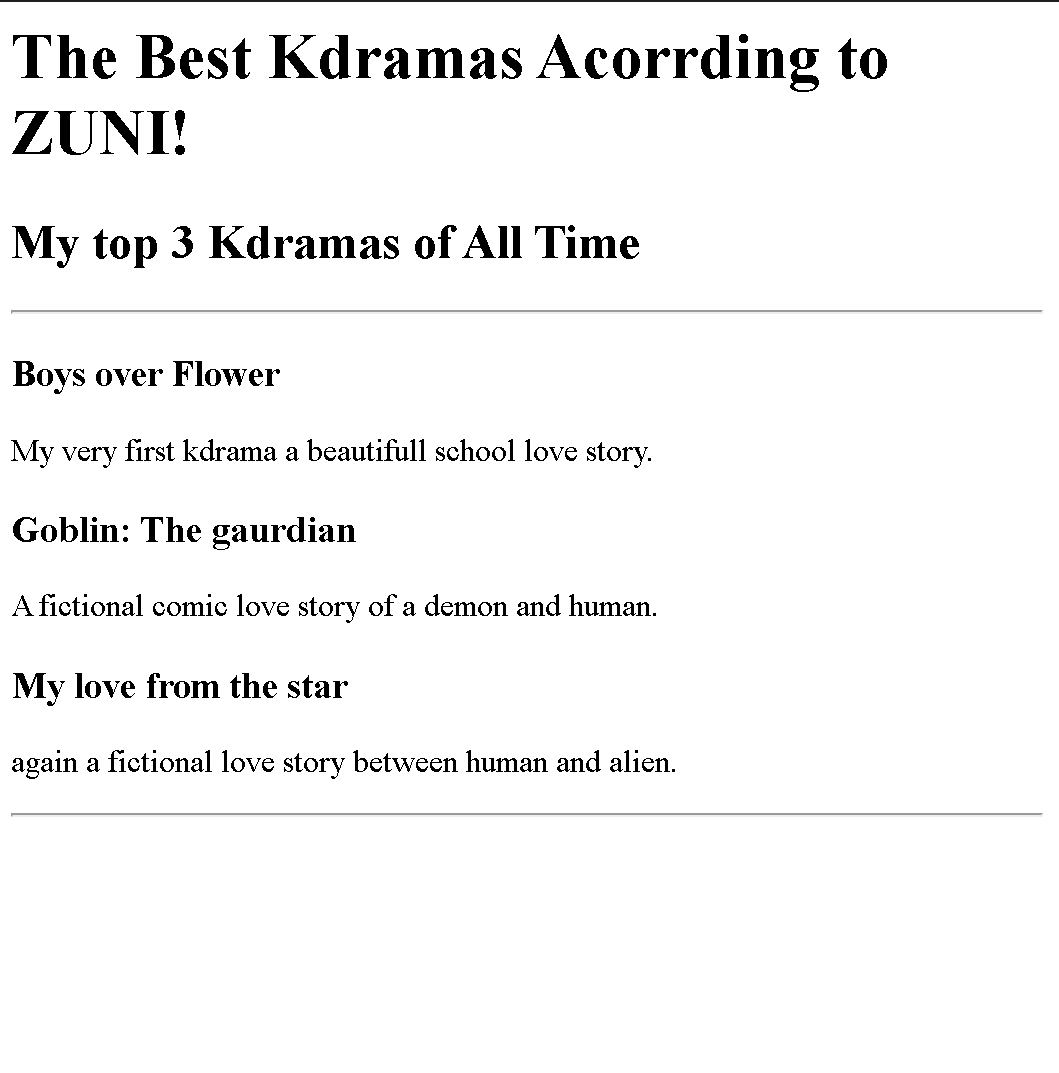 The Best Kdramas Acorrding to
ZUNI!
My top 3 Kdramas of All Time
Boys over Flower
My very first kdrama a beautifull school love story.
Goblin: The gaurdian
A fictional comic love story of a demon and human.
My love from the star
again a fictional love story between human and alien.